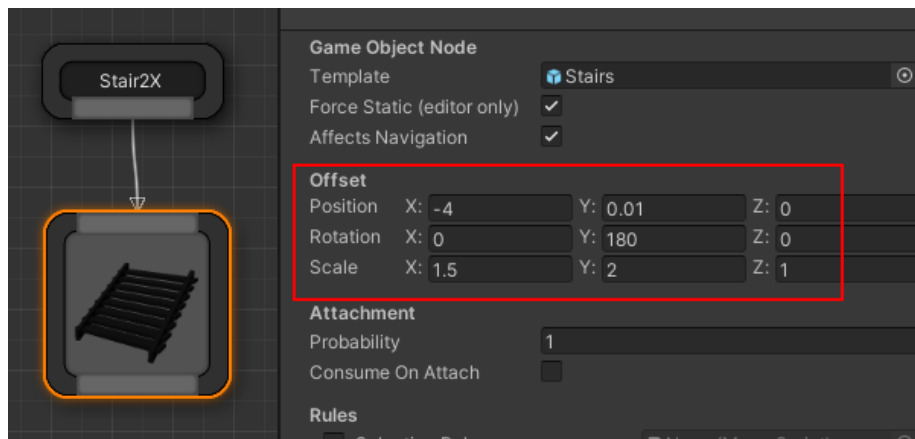 Stair2X
Game Object Node
Template Stairs
Force Static (editor only)
Affects Navigation
Offset
Position X: -4 Y: 0.01 Z: 0
Rotation X: 0 Y: 180 Z: 0
Scale X: 1.5 Y: 2 Z: 1
Attachment
Probability 1
Consume On Attach
Rules